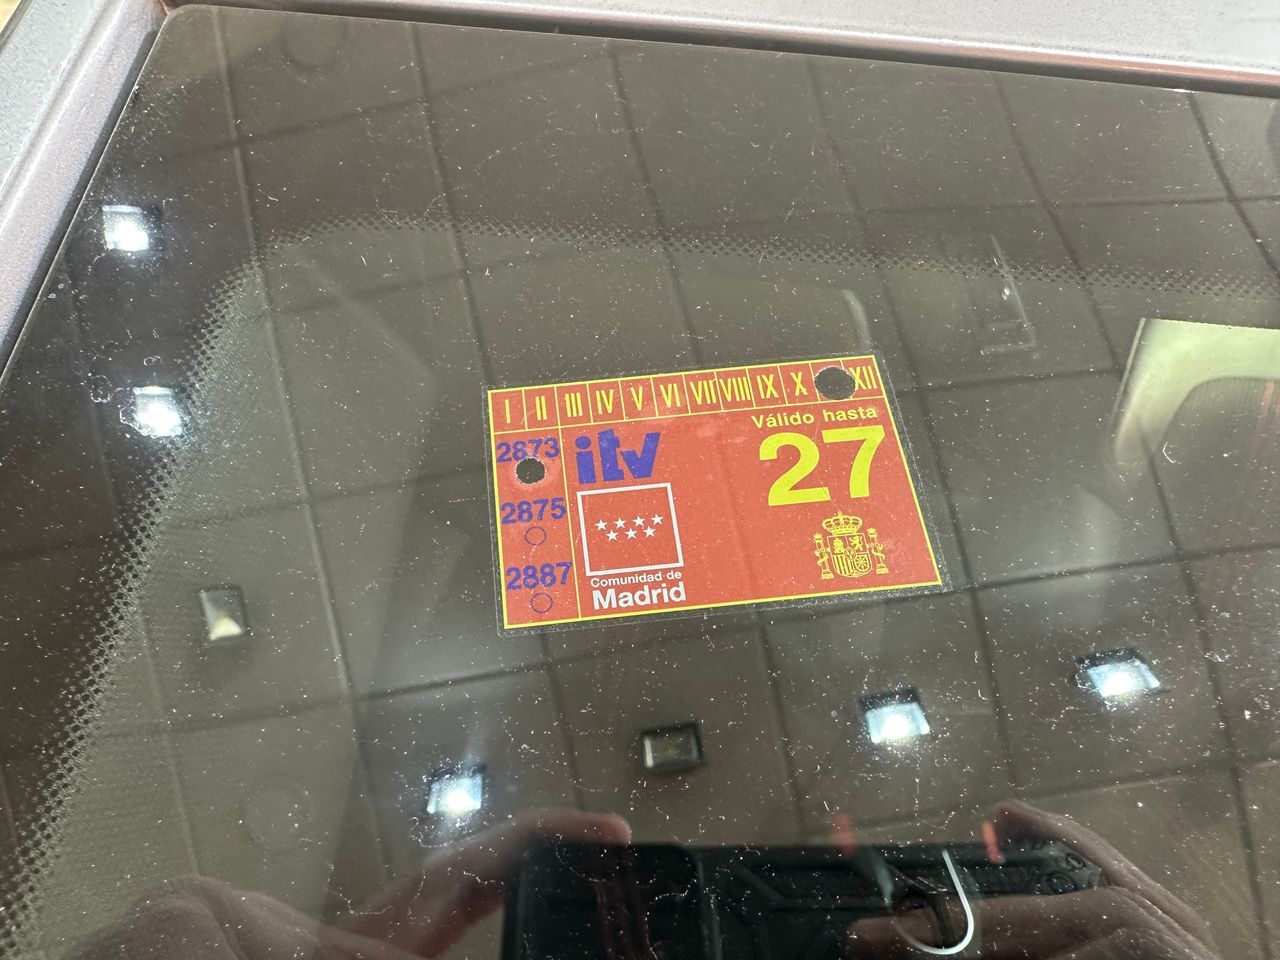 I II III IV V VI VII VIII IX X XII
Válido hasta
27
2873
itv
2875
2887
Comunidad de
Madrid